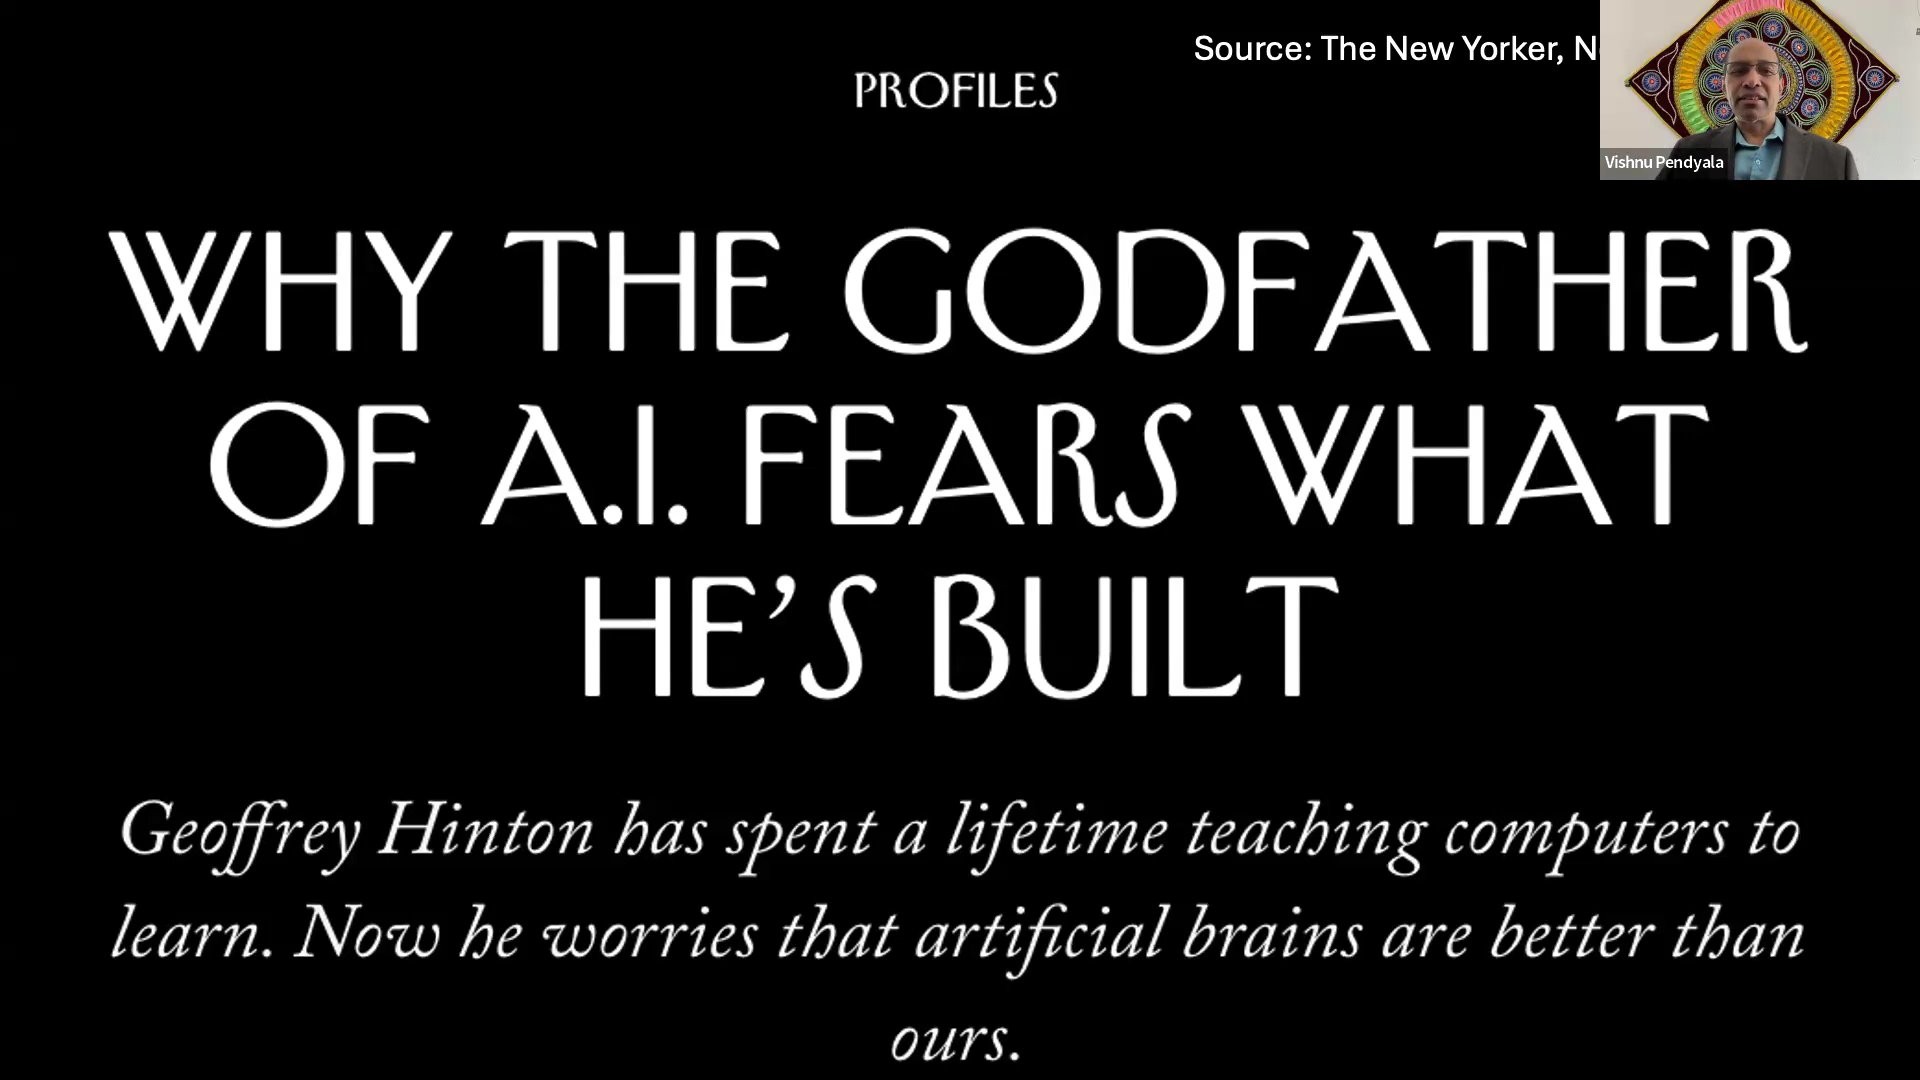 Source: The New Yorker,
PROFILES
Vishnu Pendyala
WHY THE GODFATHER
OF A.I. FEARS WHAT
HE'S BUILT
Geoffrey Hinton has spent a lifetime teaching computers to
learn. Now he worries that artificial brains are better than
ours.